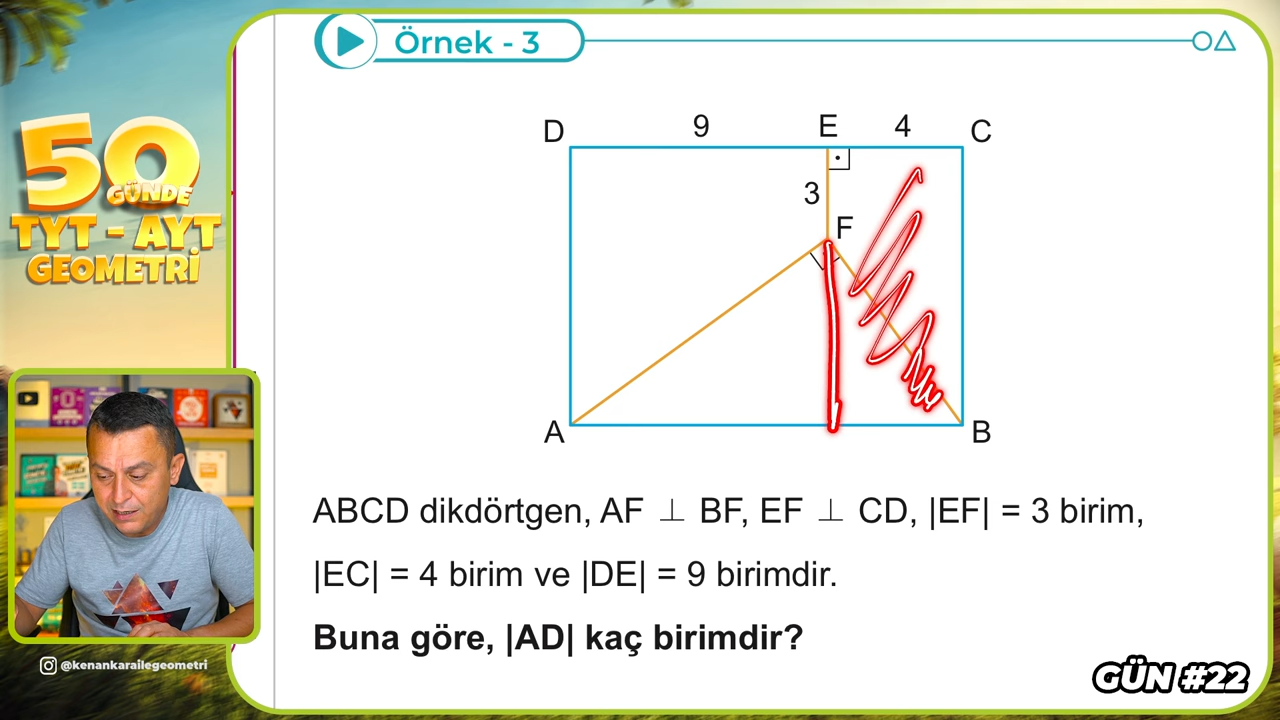 Örnek - 3
50
GÜNDE
TYT - AYT
GEOMETRİ
D 9 E 4 C
3
F
A B
ABCD dikdörtgen, AF ⊥ BF, EF ⊥ CD, |EF| = 3 birim,
|EC| = 4 birim ve |DE| = 9 birimdir.
Buna göre, |AD| kaç birimdir?
@kenankarailegeometri
GÜN #22